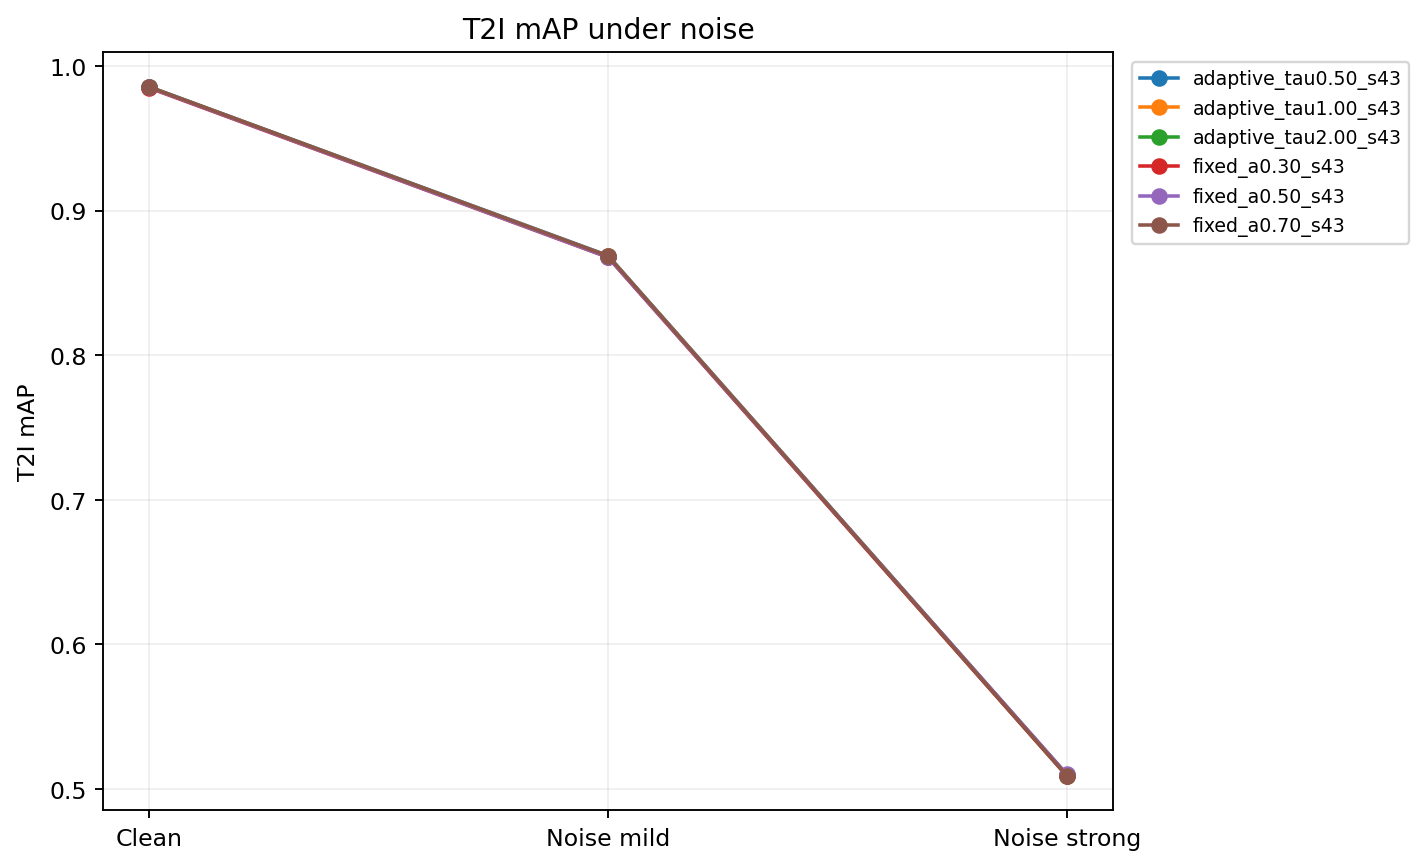 T2I mAP under noise
T2I mAP
1.0
0.9
0.8
0.7
0.6
0.5
Clean
Noise mild
Noise strong
adaptive_tau0.50_s43
adaptive_tau1.00_s43
adaptive_tau2.00_s43
fixed_a0.30_s43
fixed_a0.50_s43
fixed_a0.70_s43